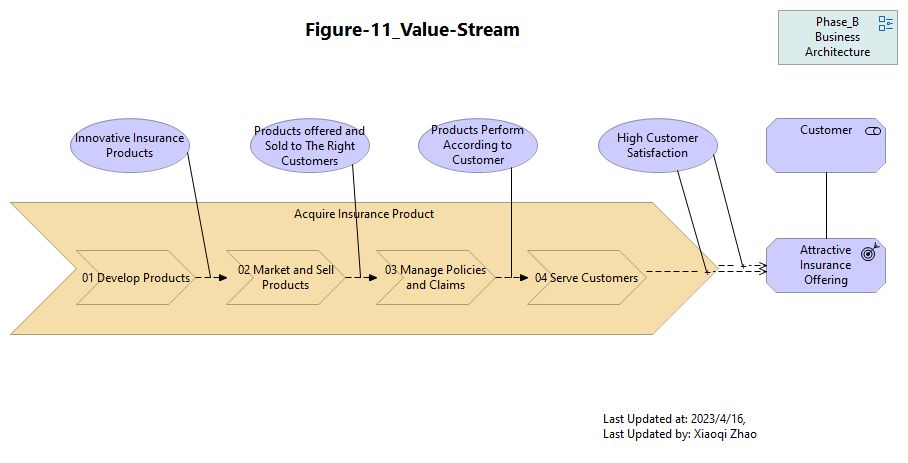 Figure-11_Value-Stream
Phase_B
Business
Architecture
Innovative Insurance
Products
Products offered and
Sold to The Right
Customers
Products Perform
According to
Customer
High Customer
Satisfaction
Customer
Acquire Insurance Product
01 Develop Products
02 Market and Sell
Products
03 Manage Policies
and Claims
04 Serve Customers
Attractive
Insurance
Offering
Last Updated at: 2023/4/16,
Last Updated by: Xiaoqi Zhao